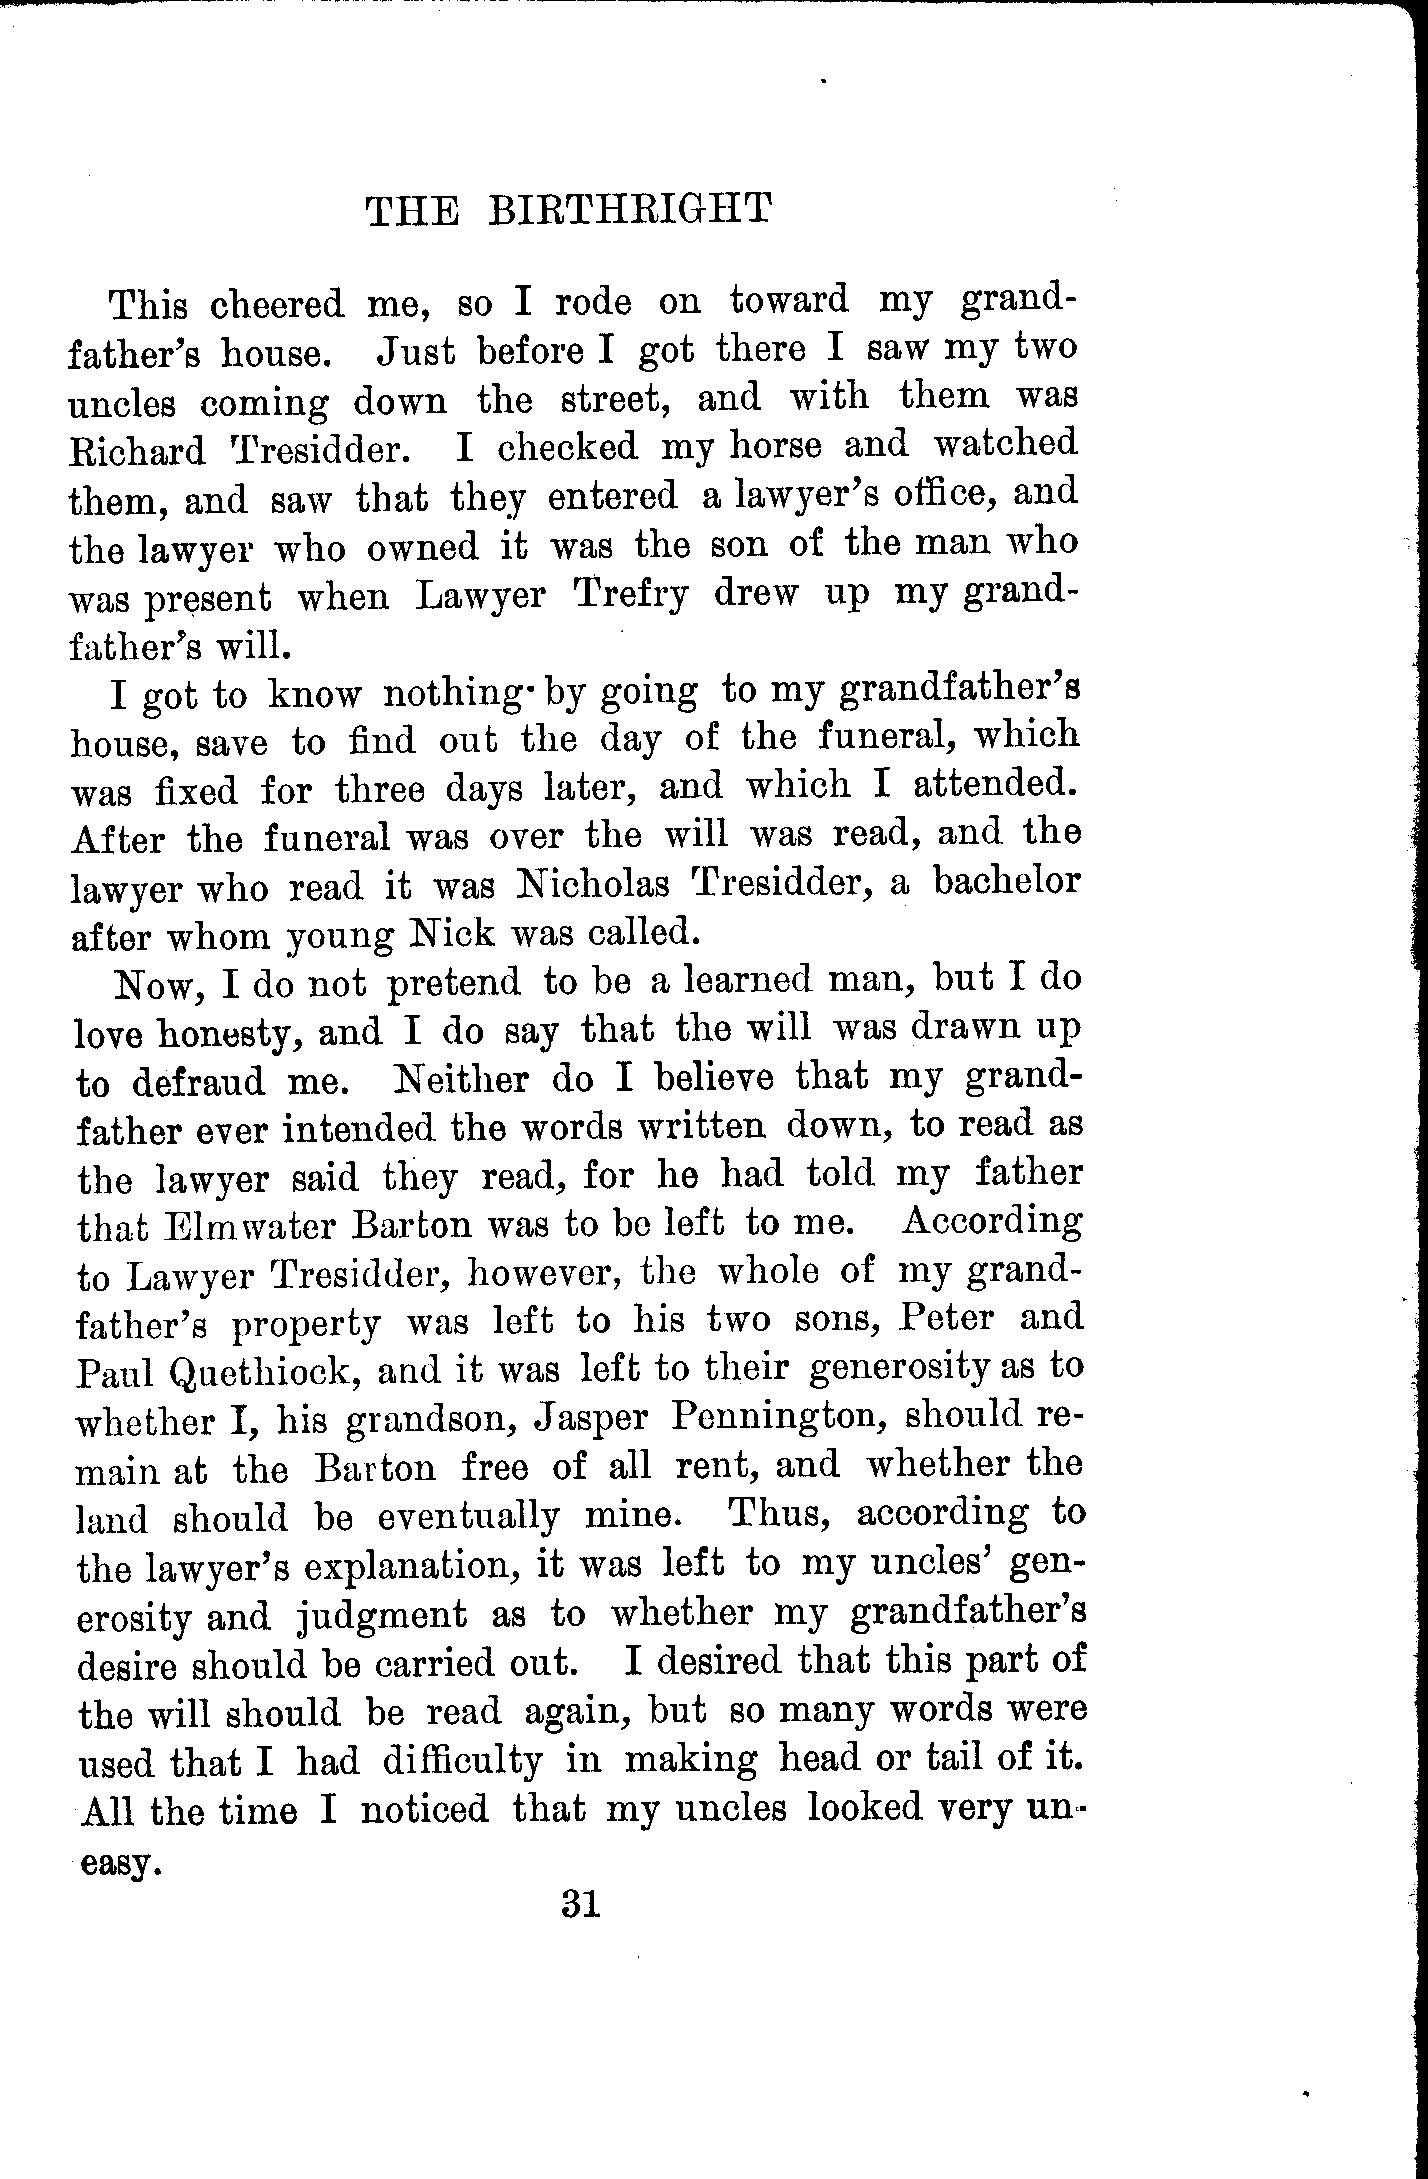 THE BIRTHRIGHT
This cheered me, so I rode on toward my grand-
father's house. Just before I got there I saw my two
uncles coming down the street, and with them was
Richard Tresidder. I checked my horse and watched
them, and saw that they entered a lawyer's office, and
the lawyer who owned it was the son of the man who
was present when Lawyer Trefry drew up my grand-
father's will.
I got to know nothing by going to my grandfather's
house, save to find out the day of the funeral, which
was fixed for three days later, and which I attended.
After the funeral was over the will was read, and the
lawyer who read it was Nicholas Tresidder, a bachelor
after whom young Nick was called.
Now, I do not pretend to be a learned man, but I do
love honesty, and I do say that the will was drawn up
to defraud me. Neither do I believe that my grand-
father ever intended the words written down, to read as
the lawyer said they read, for he had told my father
that Elmwater Barton was to be left to me. According
to Lawyer Tresidder, however, the whole of my grand-
father's property was left to his two sons, Peter and
Paul Quethiock, and it was left to their generosity as to
whether I, his grandson, Jasper Pennington, should re-
main at the Barton free of all rent, and whether the
land should be eventually mine. Thus, according to
the lawyer's explanation, it was left to my uncles' gen-
erosity and judgment as to whether my grandfather's
desire should be carried out. I desired that this part of
the will should be read again, but so many words were
used that I had difficulty in making head or tail of it.
All the time I noticed that my uncles looked very un-
easy.
31